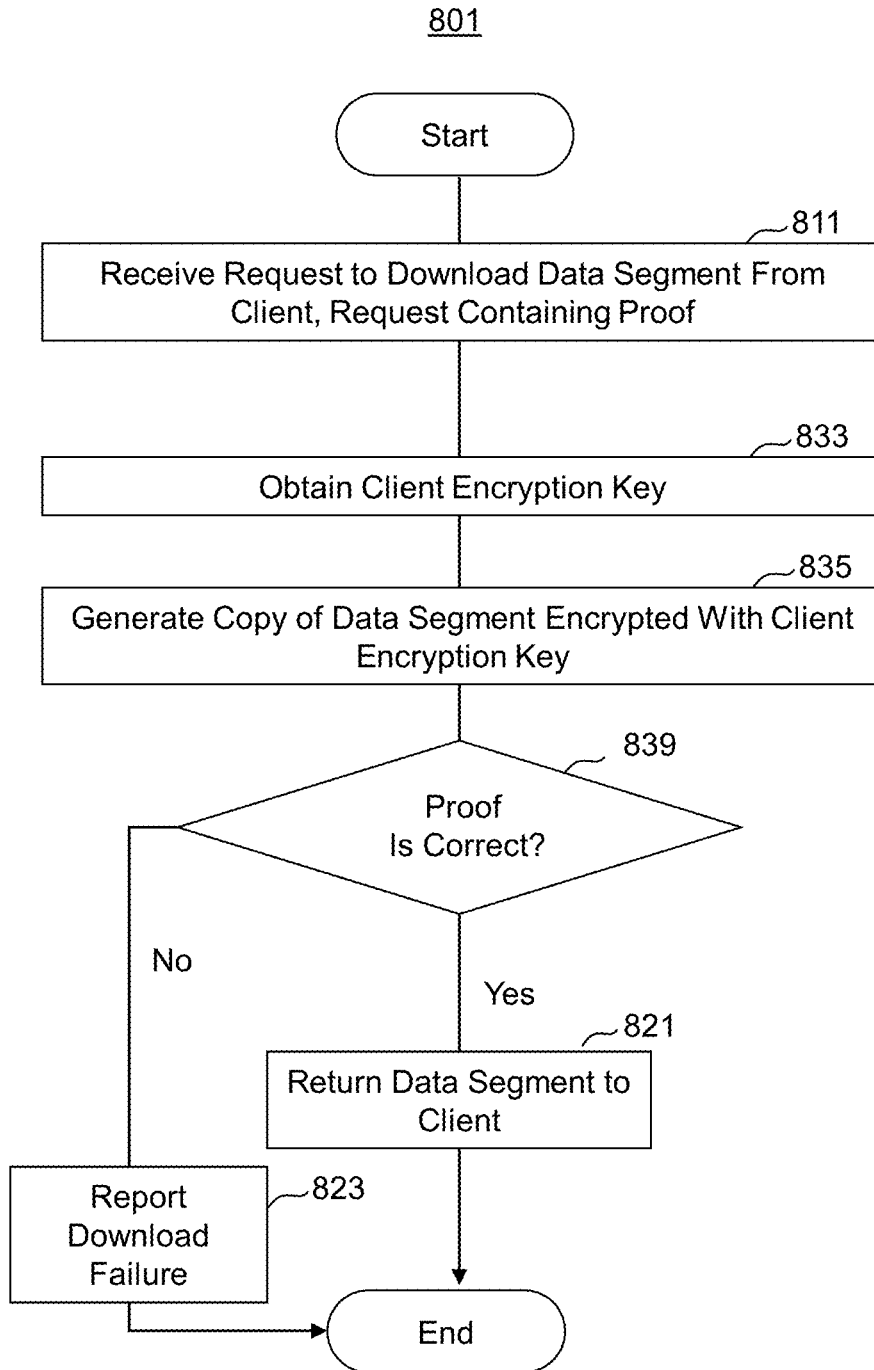 801
Start
811
Receive Request to Download Data Segment From
Client, Request Containing Proof
833
Obtain Client Encryption Key
835
Generate Copy of Data Segment Encrypted With Client
Encryption Key
839
Proof
Is Correct?
No
Yes
821
Return Data Segment to
Client
823
Report
Download
Failure
End